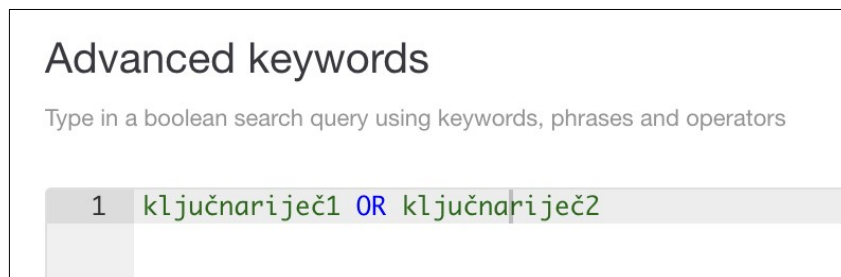 Advanced keywords
Type in a boolean search query using keywords, phrases and operators
1 ključnariječ1 OR ključnariječ2